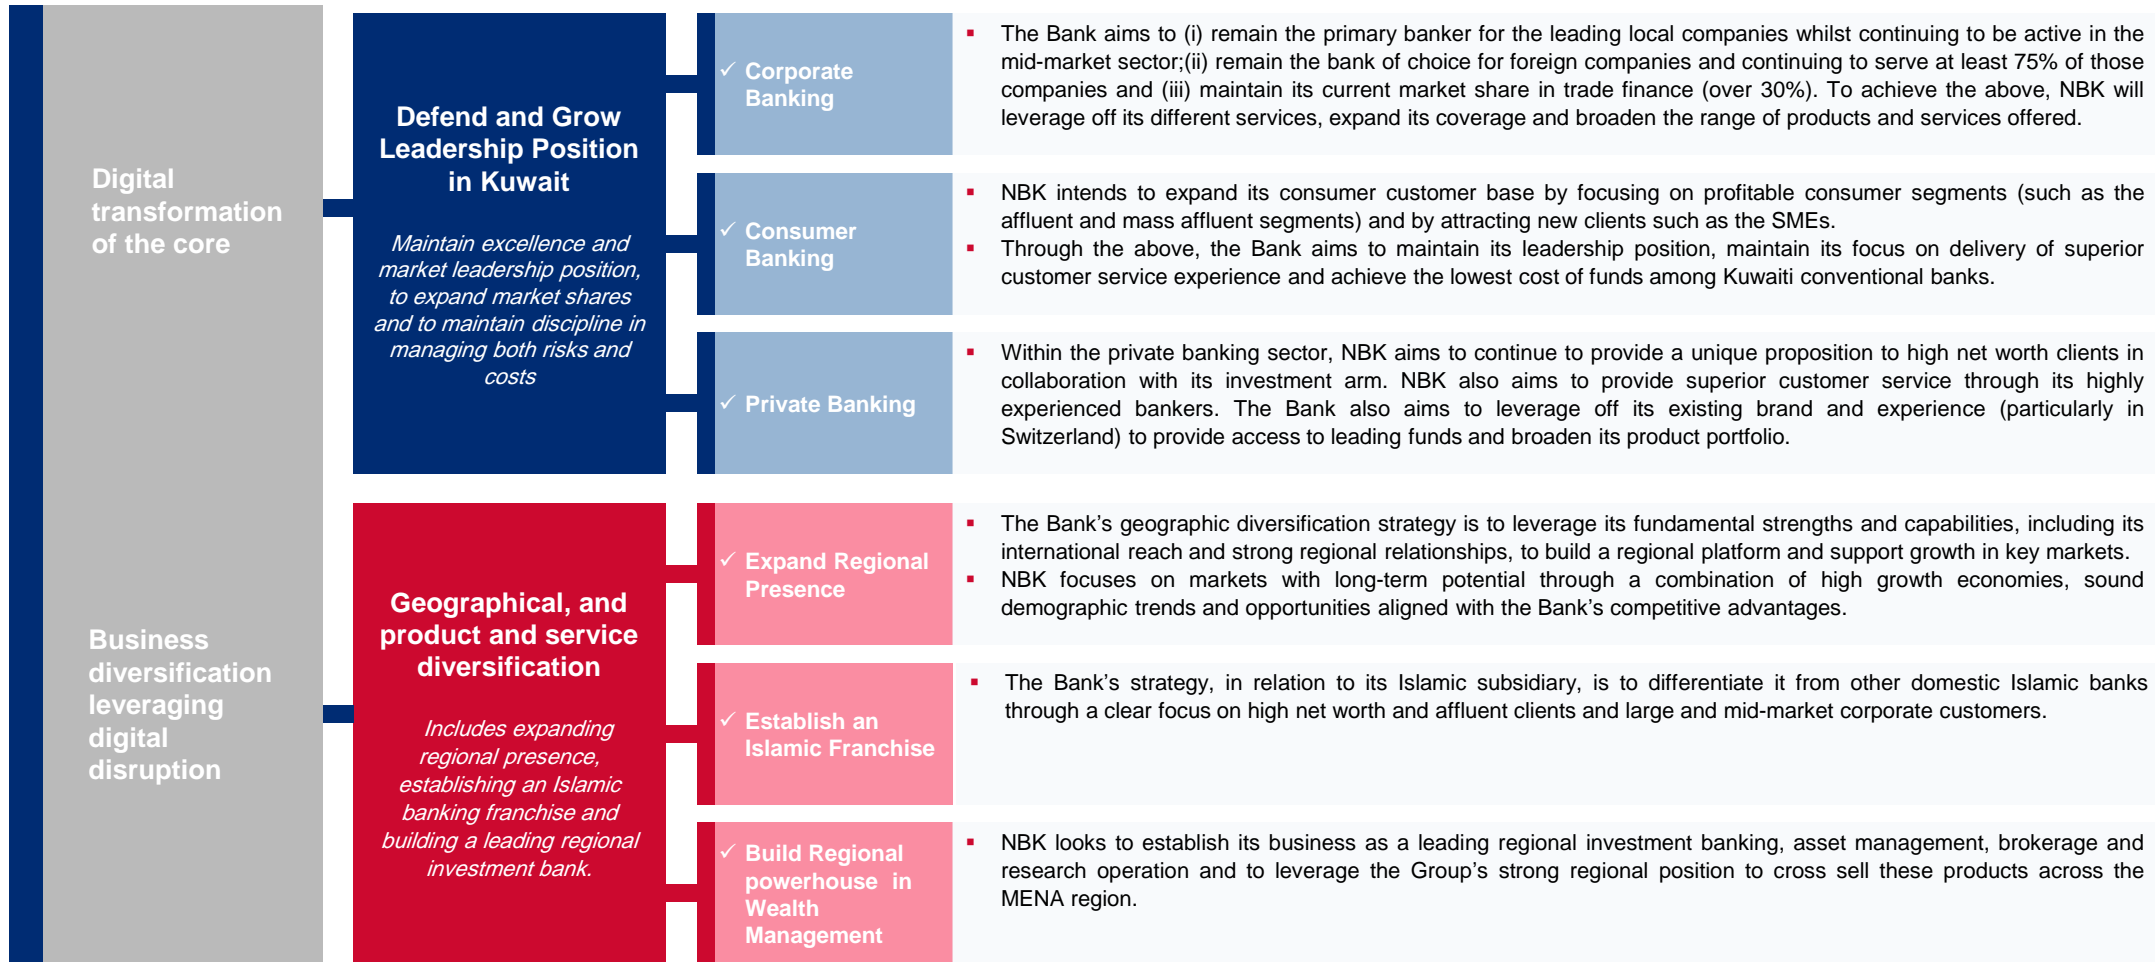 Digital
transformation
of the core
Business
diversification
leveraging
digital
disruption
Defend and Grow
Leadership Position
in Kuwait
Maintain excellence and
market leadership position,
to expand market shares
and to maintain discipline in
managing both risks and
costs
✓ Corporate
Banking
▪ The Bank aims to (i) remain the primary banker for the leading local companies whilst continuing to be active in the
mid-market sector;(ii) remain the bank of choice for foreign companies and continuing to serve at least 75% of those
companies and (iii) maintain its current market share in trade finance (over 30%). To achieve the above, NBK will
leverage off its different services, expand its coverage and broaden the range of products and services offered.
✓ Consumer
Banking
▪ NBK intends to expand its consumer customer base by focusing on profitable consumer segments (such as the
affluent and mass affluent segments) and by attracting new clients such as the SMEs.
▪ Through the above, the Bank aims to maintain its leadership position, maintain its focus on delivery of superior
customer service experience and achieve the lowest cost of funds among Kuwaiti conventional banks.
✓ Private Banking
▪ Within the private banking sector, NBK aims to continue to provide a unique proposition to high net worth clients in
collaboration with its investment arm. NBK also aims to provide superior customer service through its highly
experienced bankers. The Bank also aims to leverage off its existing brand and experience (particularly in
Switzerland) to provide access to leading funds and broaden its product portfolio.
Geographical, and
product and service
diversification
Includes expanding
regional presence,
establishing an Islamic
banking franchise and
building a leading regional
investment bank.
✓ Expand Regional
Presence
▪ The Bank’s geographic diversification strategy is to leverage its fundamental strengths and capabilities, including its
international reach and strong regional relationships, to build a regional platform and support growth in key markets.
▪ NBK focuses on markets with long-term potential through a combination of high growth economies, sound
demographic trends and opportunities aligned with the Bank’s competitive advantages.
✓ Establish an
Islamic Franchise
▪ The Bank’s strategy, in relation to its Islamic subsidiary, is to differentiate it from other domestic Islamic banks
through a clear focus on high net worth and affluent clients and large and mid-market corporate customers.
✓ Build Regional
powerhouse in
Wealth
Management
▪ NBK looks to establish its business as a leading regional investment banking, asset management, brokerage and
research operation and to leverage the Group’s strong regional position to cross sell these products across the
MENA region.